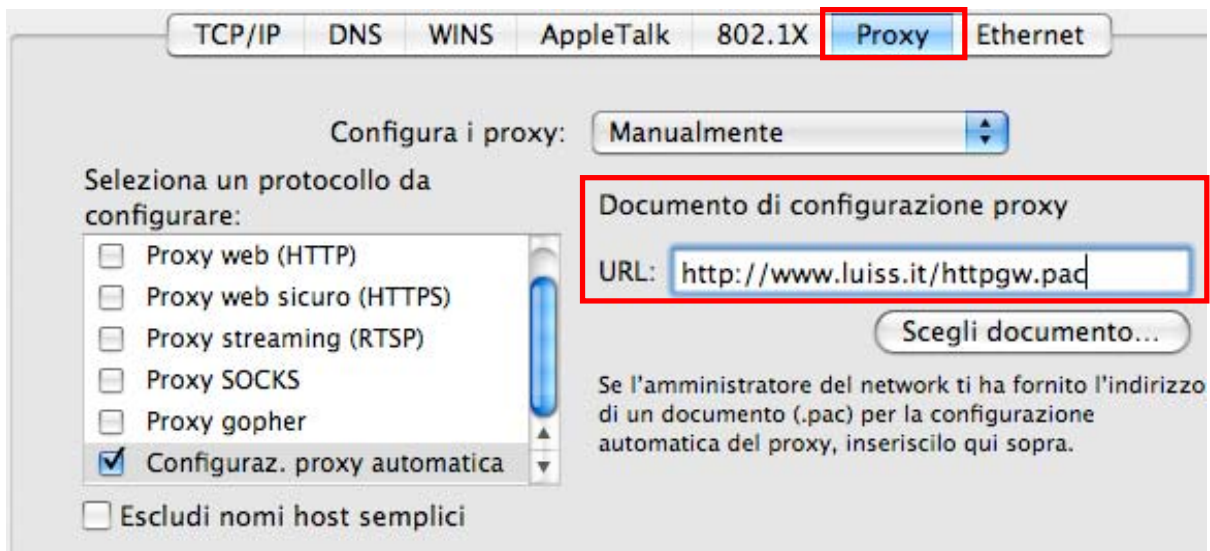 TCP/IP DNS WINS AppleTalk 802.1X Proxy Ethernet
Configura i proxy: Manualmente
Seleziona un protocollo da
configurare:
Proxy web (HTTP)
Proxy web sicuro (HTTPS)
Proxy streaming (RTSP)
Proxy SOCKS
Proxy gopher
Configuraz. proxy automatica
Escludi nomi host semplici
Documento di configurazione proxy
URL: http://www.luiss.it/httpgw.pac
Scegli documento...
Se l'amministratore del network ti ha fornito l'indirizzo
di un documento (.pac) per la configurazione
automatica del proxy, inseriscilo qui sopra.